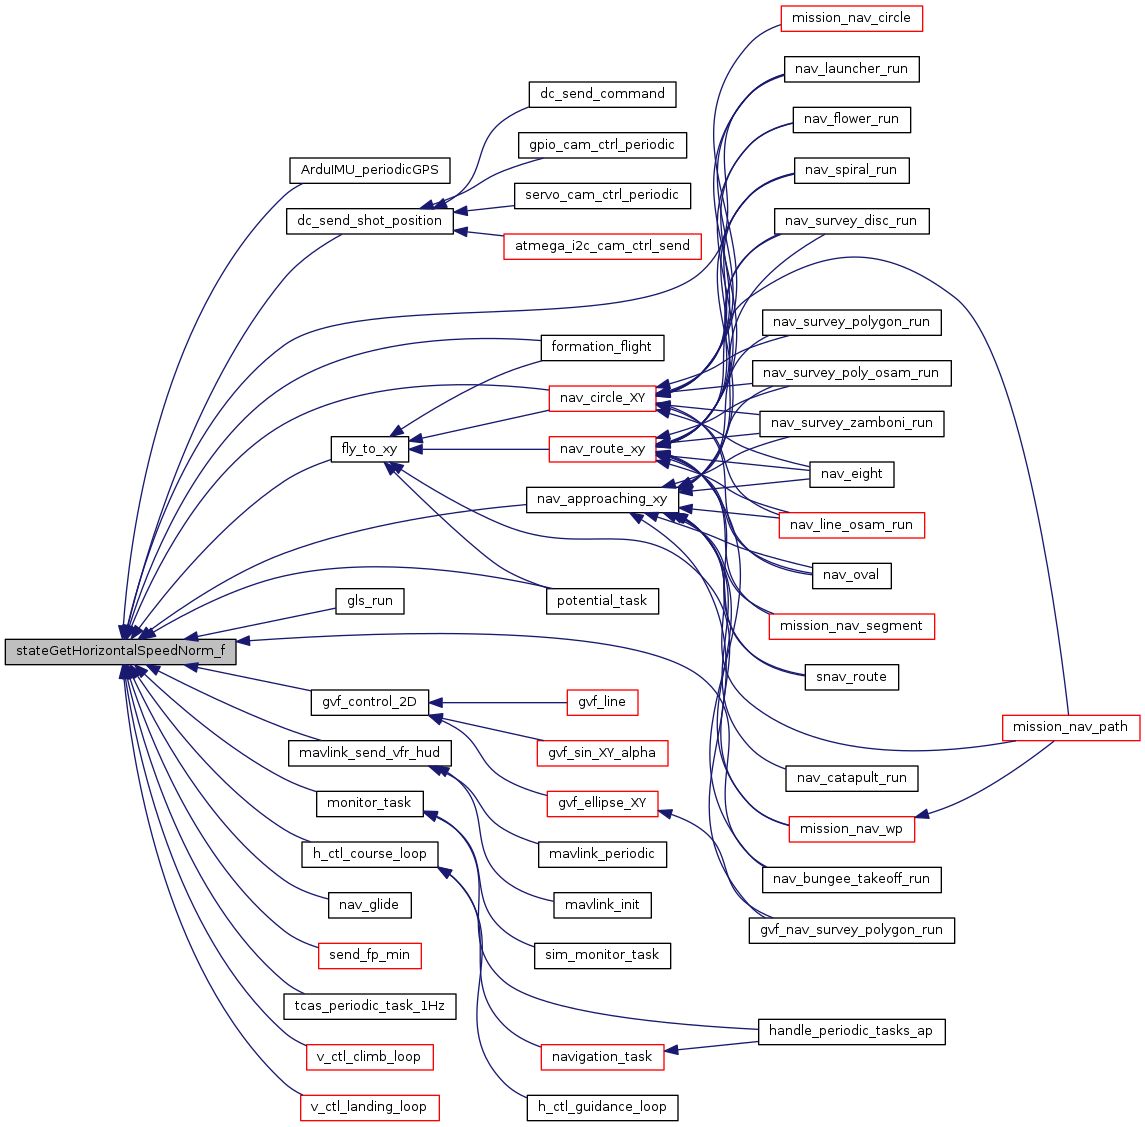 mission_nav_circle
nav_launcher_run
dc_send_command
nav_flower_run
gpio_cam_ctrl_periodic
ArduIMU_periodicGPS
nav_spiral_run
servo_cam_ctrl_periodic
dc_send_shot_position
nav_survey_disc_run
atmega_i2c_cam_ctrl_send
nav_survey_polygon_run
formation_flight
nav_survey_poly_osam_run
nav_circle_XY
nav_survey_zamboni_run
fly_to_xy
nav_route_xy
nav_eight
nav_approaching_xy
nav_line_osam_run
nav_oval
gls_run
potential_task
mission_nav_segment
stateGetHorizontalSpeedNorm_f
snav_route
gvf_control_2D
gvf_line
mission_nav_path
mavlink_send_vfr_hud
gvf_sin_XY_alpha
nav_catapult_run
monitor_task
gvf_ellipse_XY
mission_nav_wp
h_ctl_course_loop
mavlink_periodic
nav_bungee_takeoff_run
nav_glide
mavlink_init
gvf_nav_survey_polygon_run
send_fp_min
sim_monitor_task
tcas_periodic_task_1Hz
handle_periodic_tasks_ap
v_ctl_climb_loop
navigation_task
v_ctl_landing_loop
h_ctl_guidance_loop